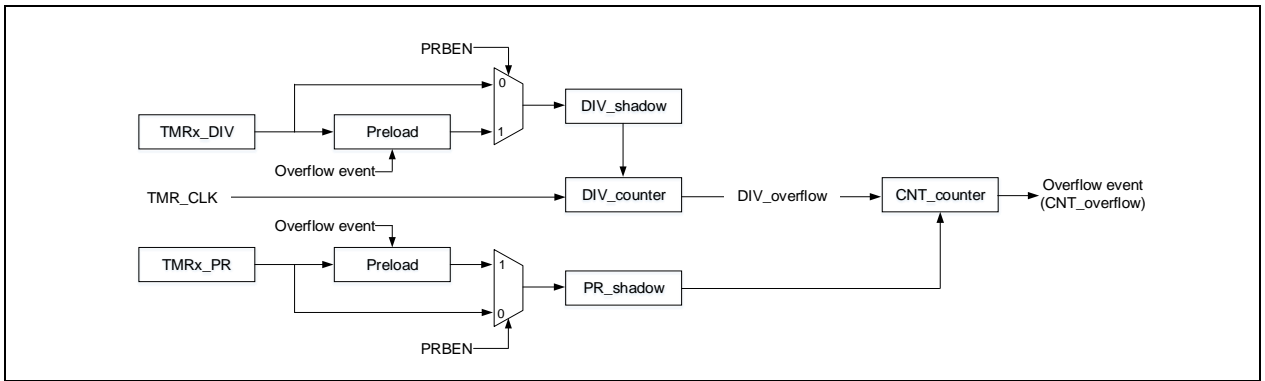 PRBEN
0
DIV_shadow
TMRx_DIV
Preload
1
Overflow event
TMR_CLK
DIV_counter
DIV_overflow
CNT_counter
Overflow event
(CNT_overflow)
Overflow event
TMRx_PR
Preload
1
PR_shadow
0
PRBEN